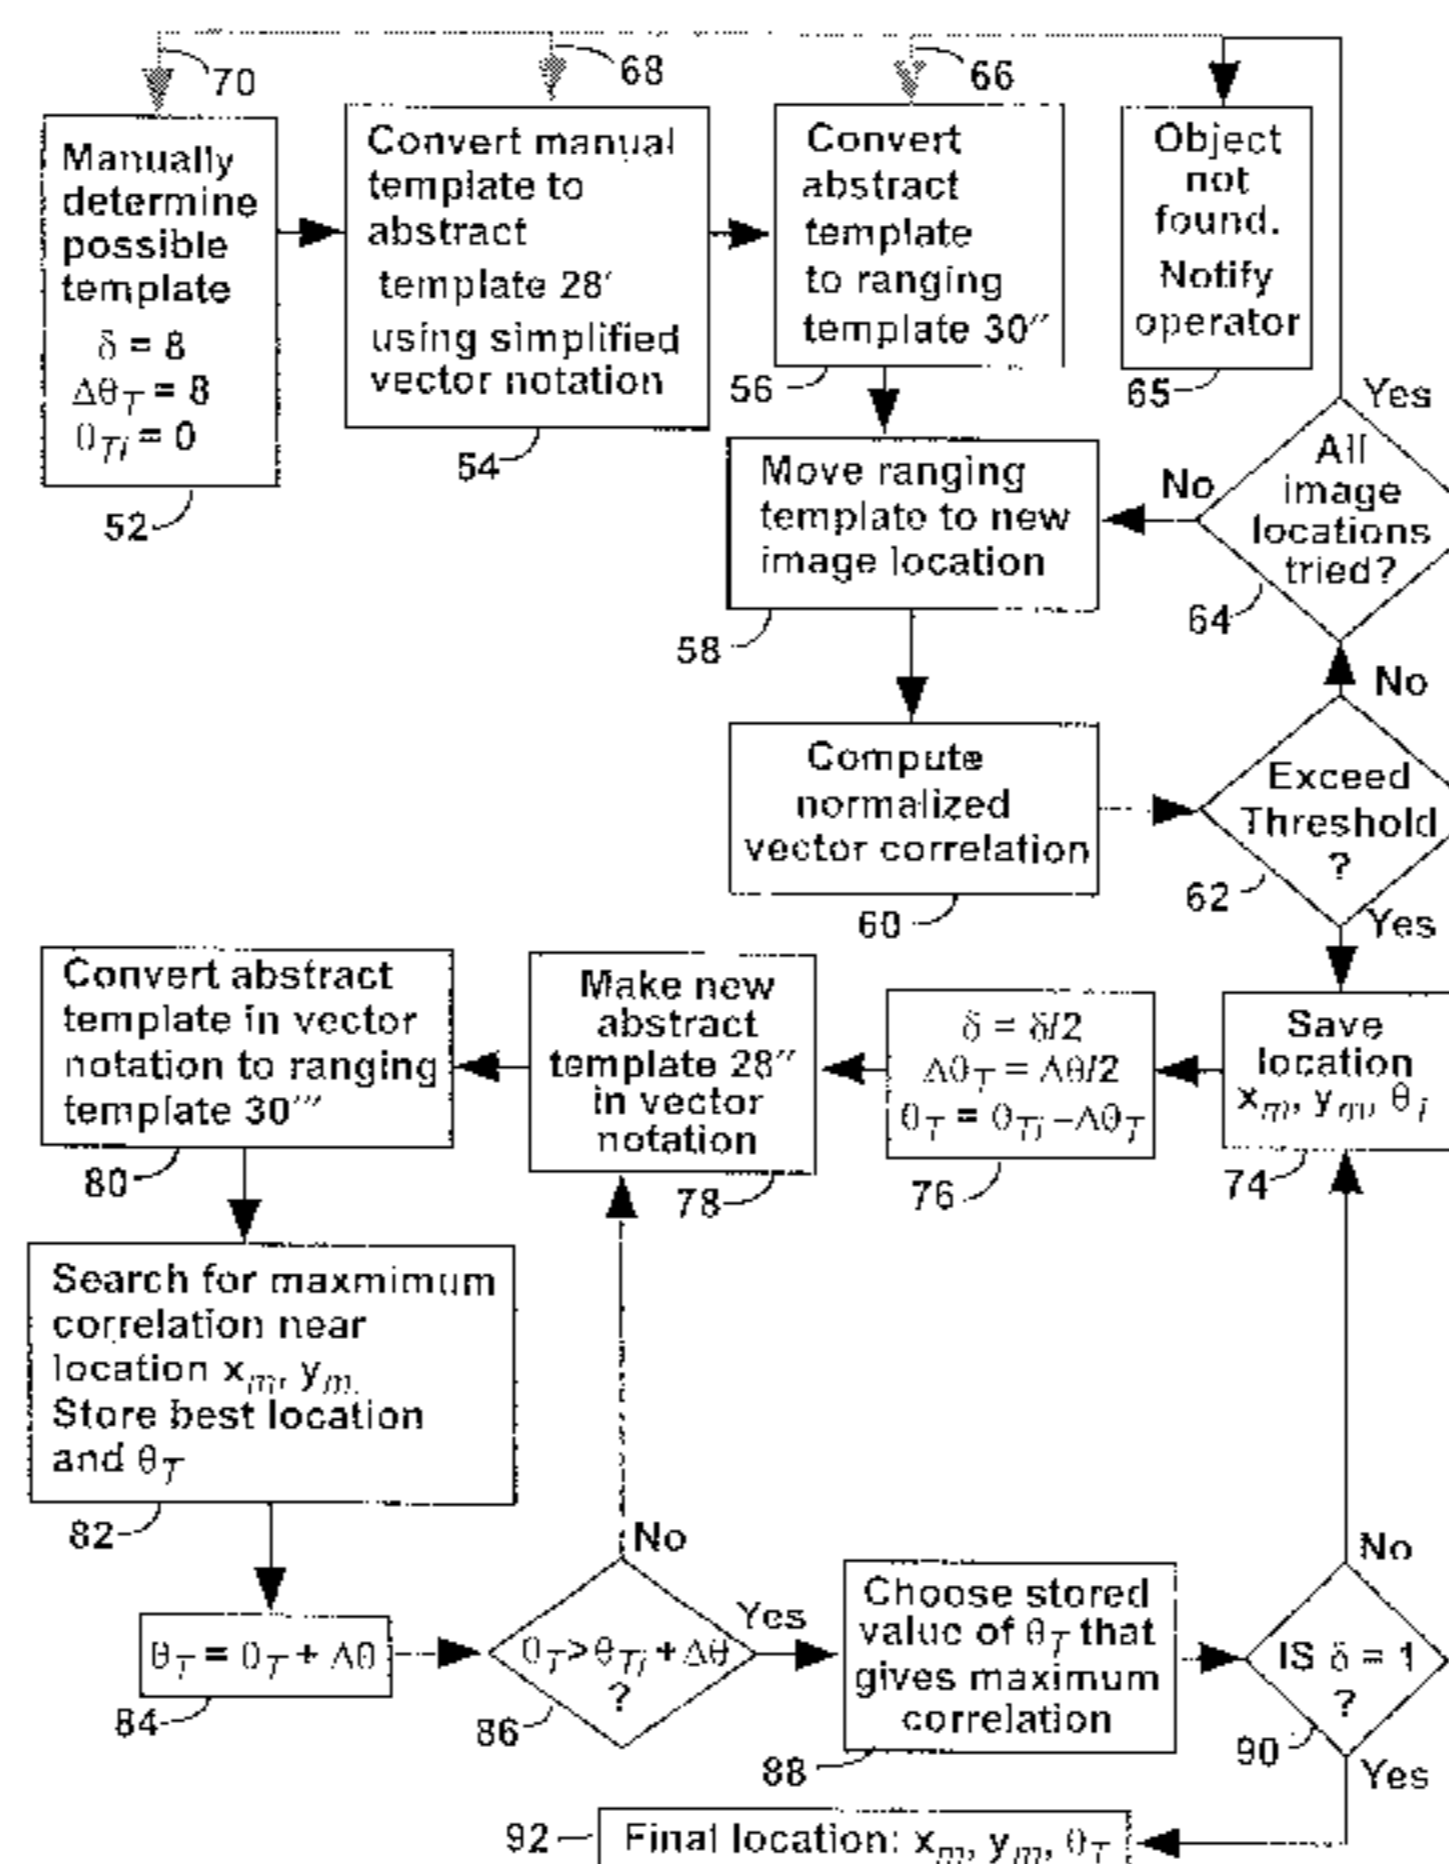 70
68
66
Manually
determine
possible
template
δ = 8
Δθ_T = 8
θ_Ti = 0
52
Convert manual
template to
abstract
template 28′
using simplified
vector notation
54
Convert
abstract
template
to ranging
template 30″
56
Object
not
found.
Notify
operator
65
Yes
All
image
locations
tried?
64
No
Move ranging
template to new
image location
58
No
Compute
normalized
vector correlation
60
Exceed
Threshold
?
62
Yes
Save
location
x_m, y_m, θ_i
74
δ = δ/2
Δθ_T = Δθ/2
θ_T = θ_Ti – Δθ_T
76
Make new
abstract
template 28″
in vector
notation
78
Convert abstract
template in vector
notation to ranging
template 30‴
80
Search for maxmimum
correlation near
location x_m, y_m.
Store best location
and θ_T
82
θ_T = θ_T + Δθ
84
No
θ_T > θ_Ti + Δθ
?
86
Yes
Choose stored
value of θ_T that
gives maximum
correlation
88
No
IS δ = 1
?
90
Yes
92
Final location: x_m, y_m, θ_T